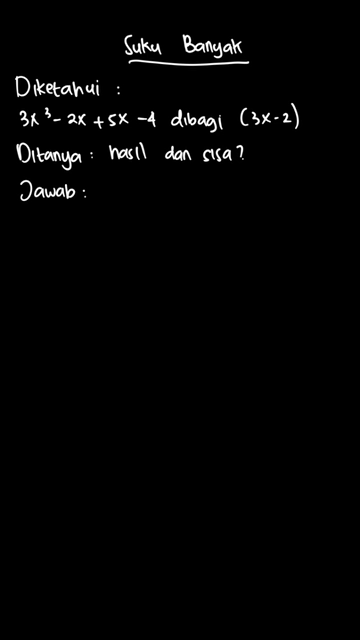 Suku Banyak
Diketahui :
3x³ - 2x + 5x - 4 dibagi (3x - 2)
Ditanya : hasil dan sisa?
Jawab :